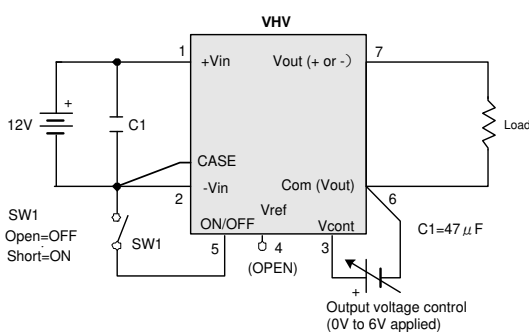 VHV
1
+Vin
Vout (+ or -)
7
+
12V
C1
Load
CASE
2
-Vin
Com (Vout)
6
SW1
Open=OFF
Short=ON
SW1
ON/OFF
Vref
Vcont
C1=47μF
5
4
3
(OPEN)
+
Output voltage control
(0V to 6V applied)